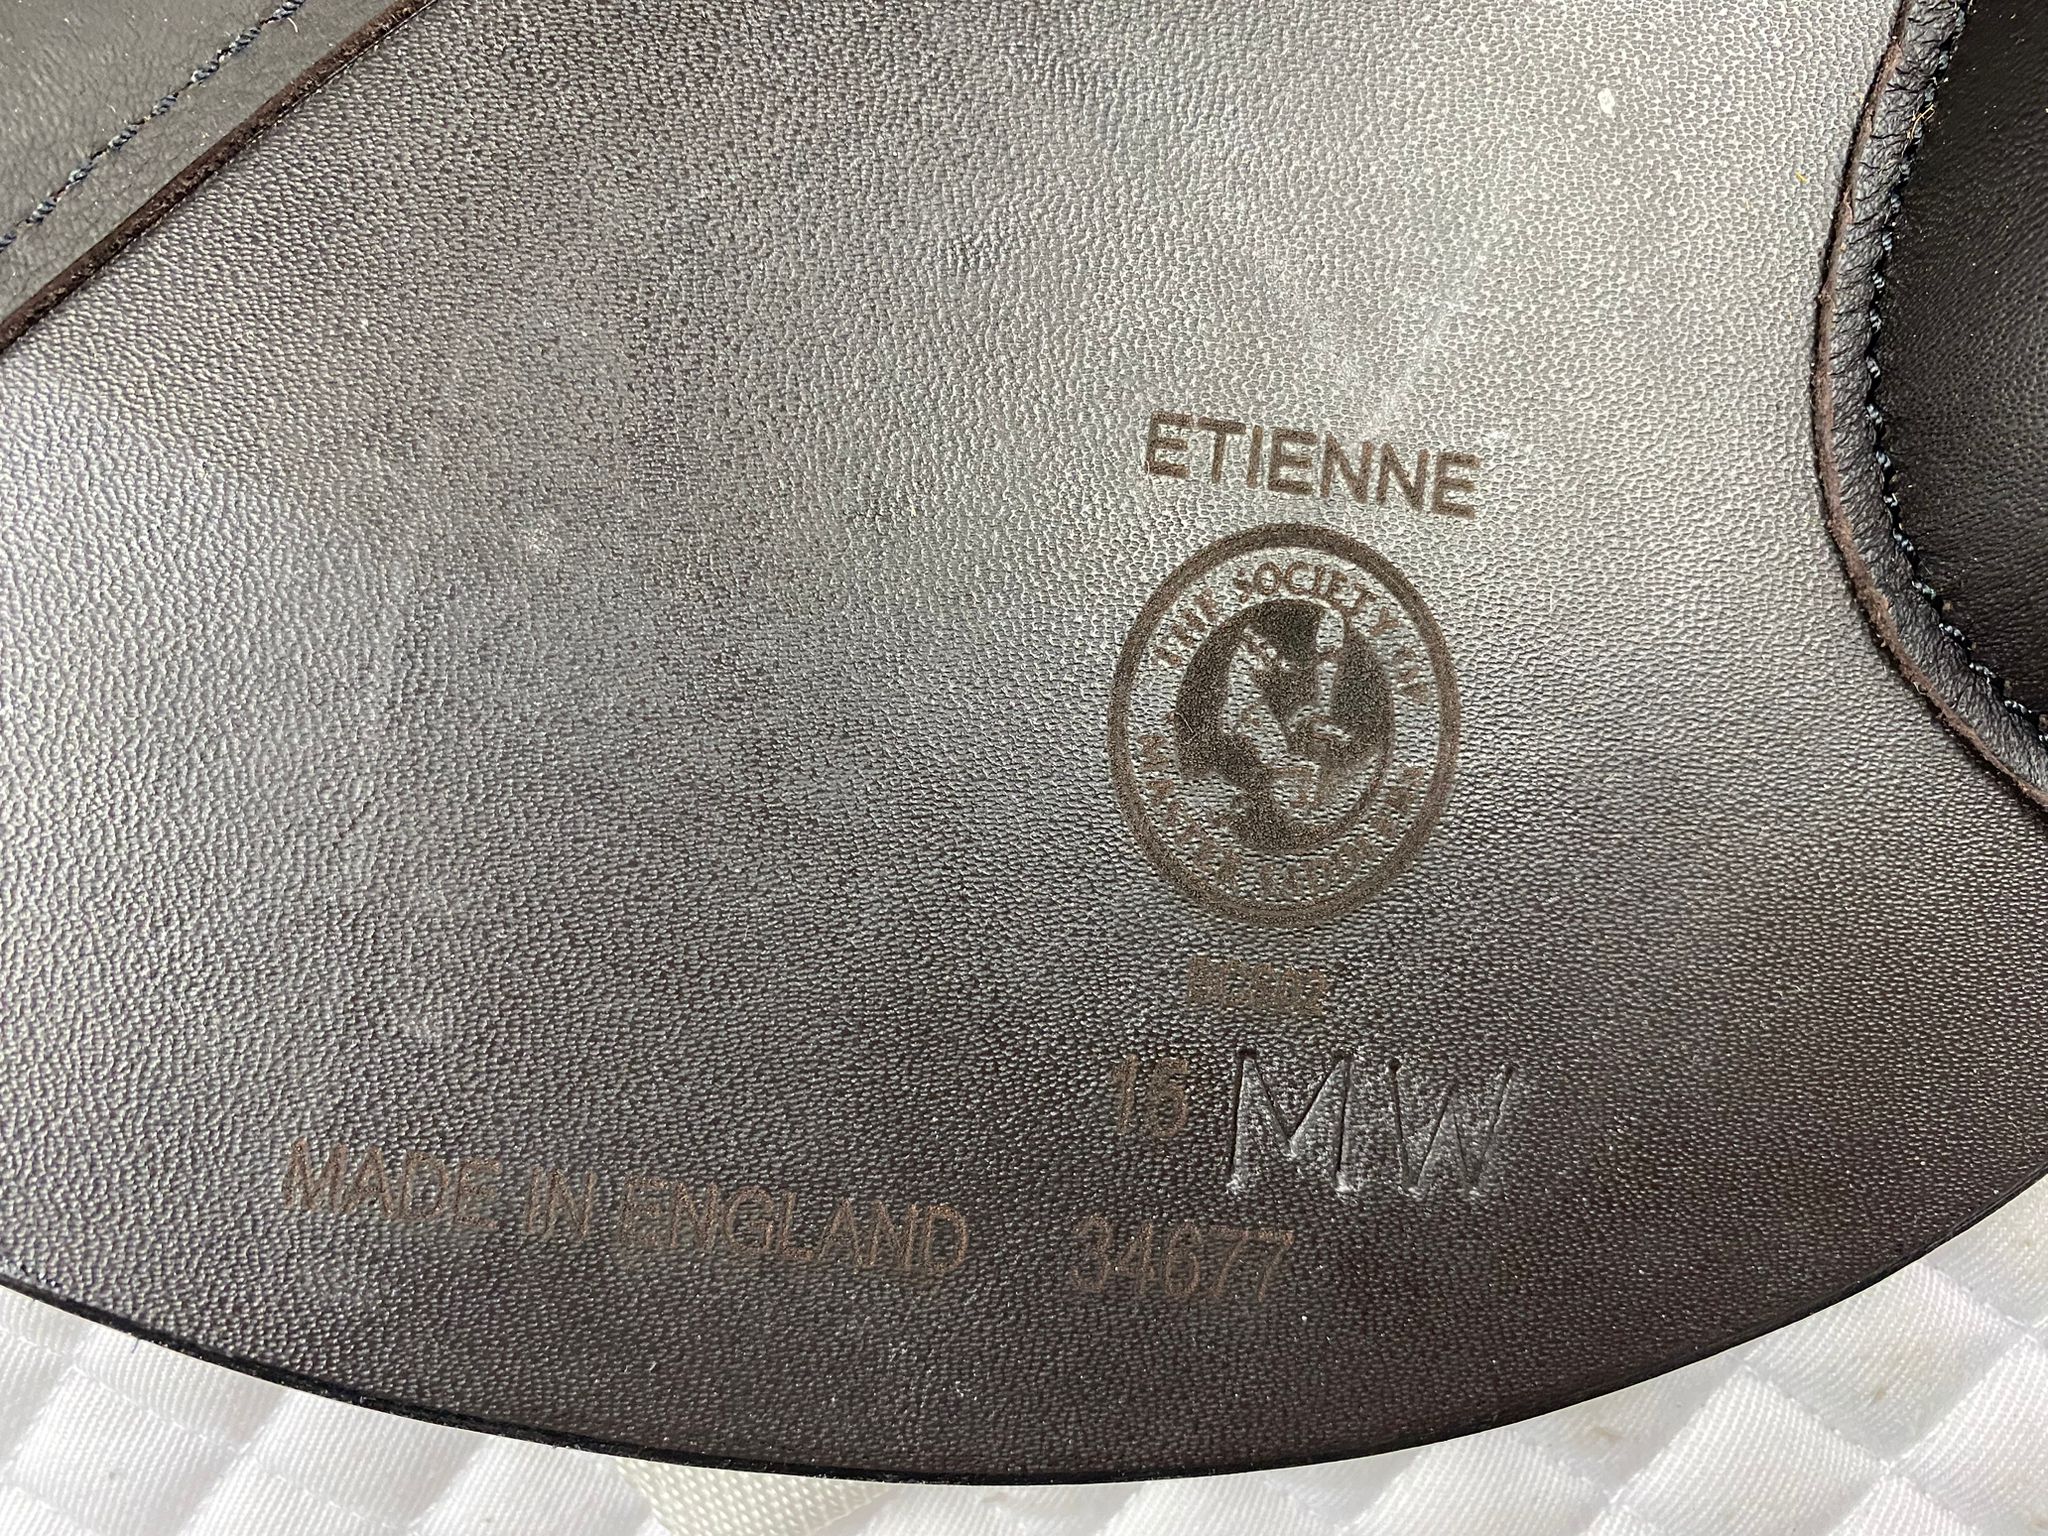 ETIENNE
THE SOCIETY OF
MASTER SADDLERS
15 MW
MADE IN ENGLAND 34677